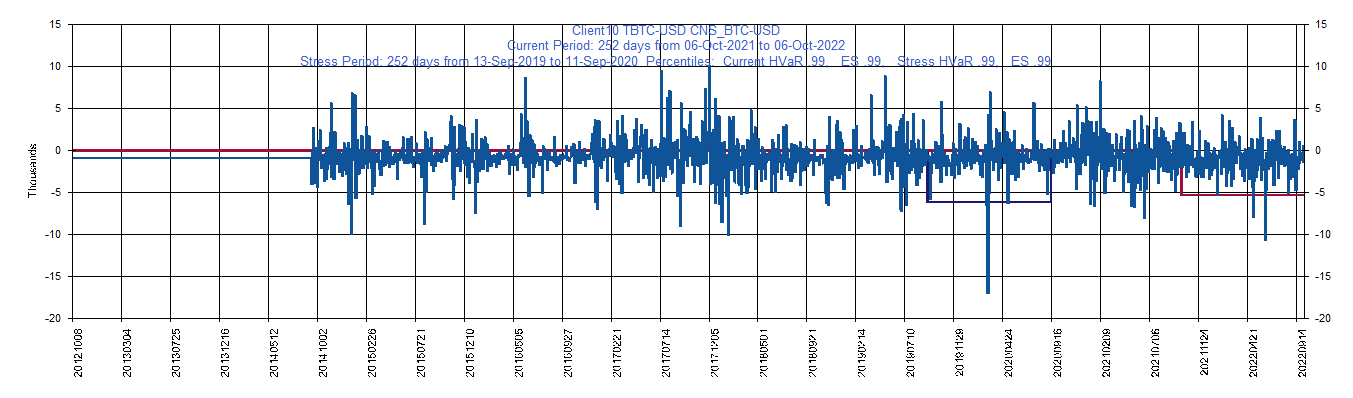 Client10 TBTC-USD CNS_BTC-USD
Current Period: 252 days from 06-Oct-2021 to 06-Oct-2022
Stress Period: 252 days from 13-Sep-2019 to 11-Sep-2020 Percentiles: Current HVaR .99, ES .99, Stress HVaR .99, ES .99
15 15
10 10
5 5
0 0
-5 -5
-10 -10
-15 -15
-20 -20
Thousands
20121008 20130304 20130725 20131216 20140512 20141002 20150226 20150721 20151210 20160505 20160927 20170221 20170714 20171205 20180501 20180921 20190214 20190710 20191129 20200424 20200916 20210209 20210706 20211124 20220421 20220914